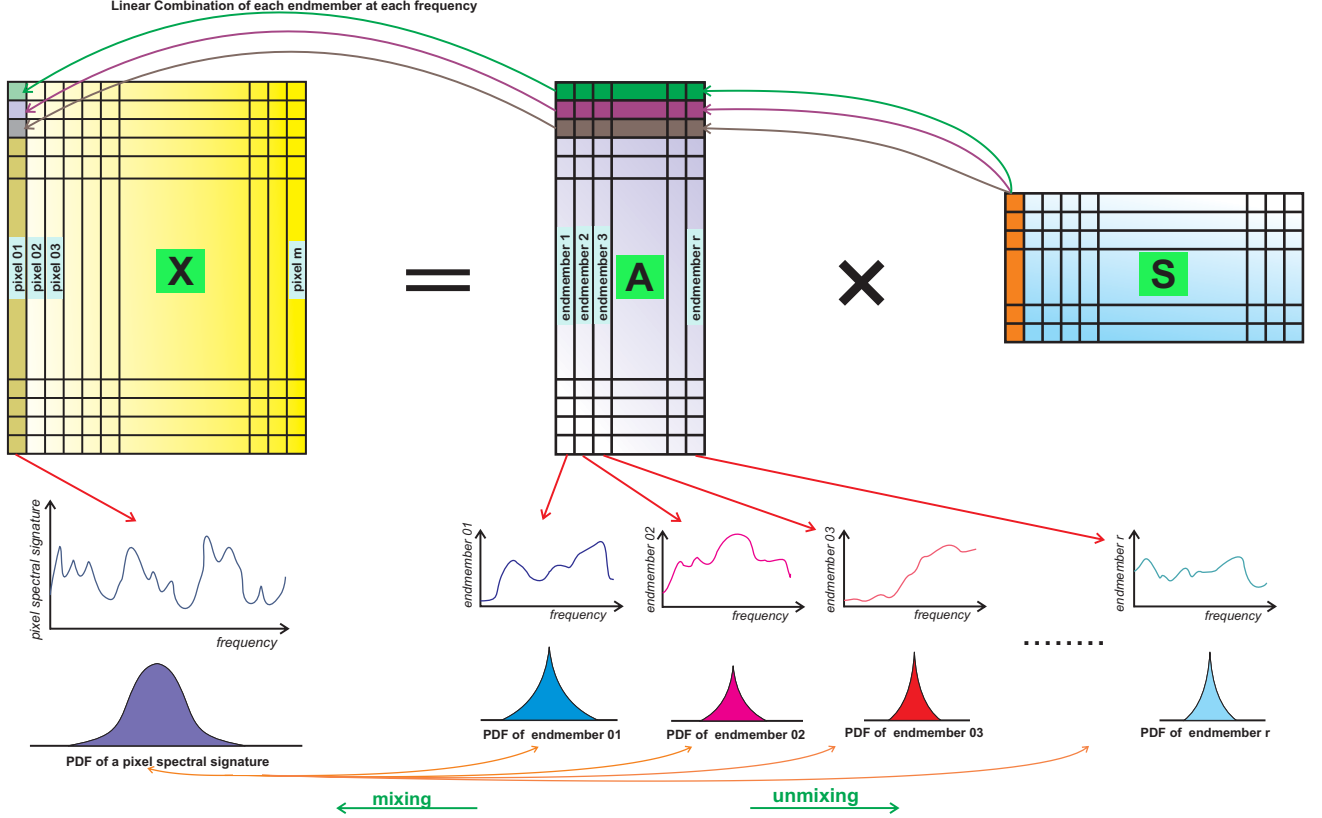 Linear Combination of each endmember at each frequency
pixel 01
pixel 02
pixel 03
X
pixel m
=
endmember 1
endmember 2
endmember 3
A
endmember r
×
S
pixel spectral signature
frequency
endmember 01
frequency
endmember 02
frequency
endmember 03
frequency
........
endmember r
frequency
PDF of a pixel spectral signature
PDF of endmember 01
PDF of endmember 02
PDF of endmember 03
PDF of endmember r
mixing
unmixing